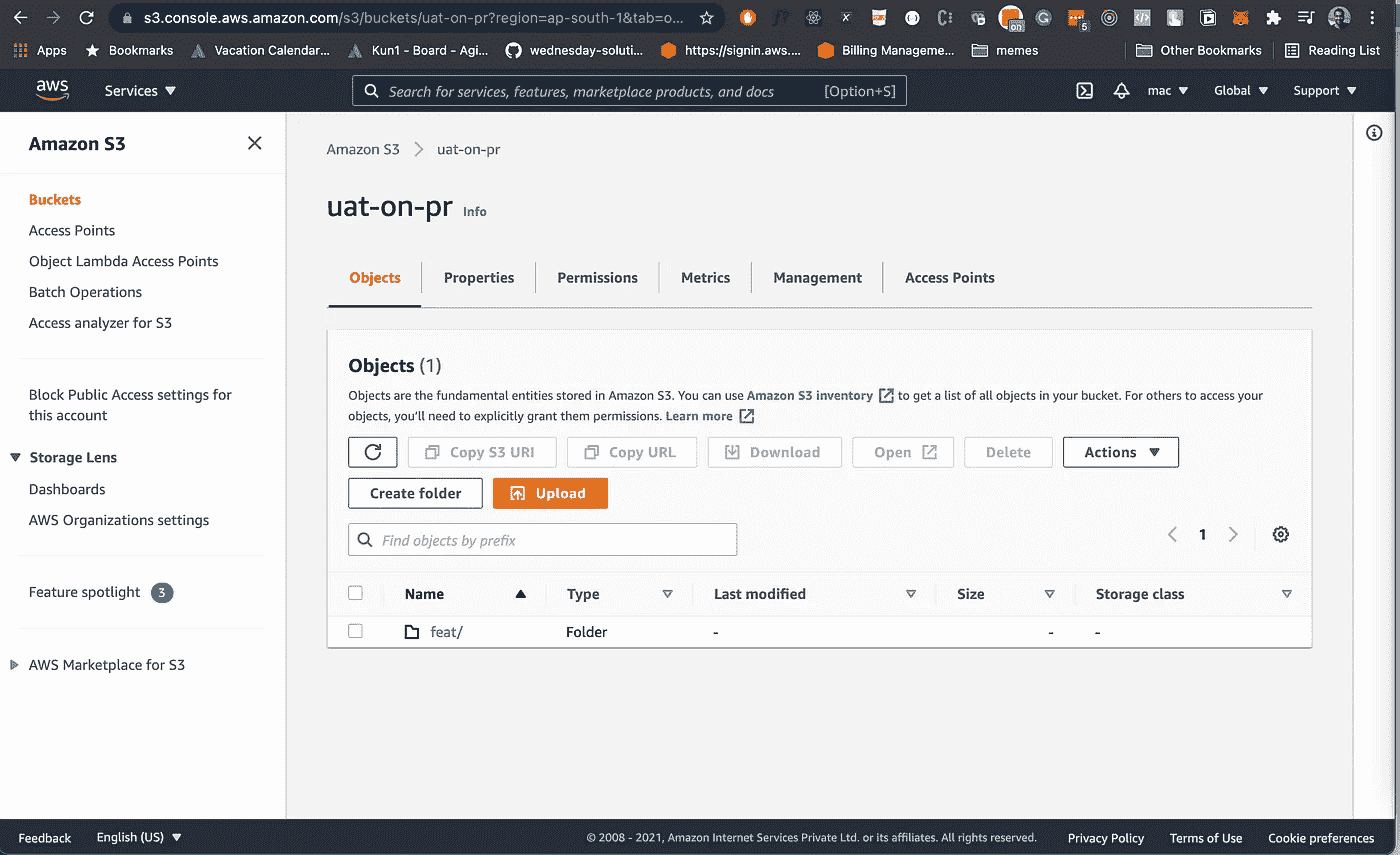 s3.console.aws.amazon.com/s3/buckets/uat-on-pr?region=ap-south-1&tab=o...
on
5
Apps Bookmarks Vacation Calendar... Kun1 - Board - Agi... wednesday-soluti... https://signin.aws.... Billing Manageme... memes Other Bookmarks Reading List
aws Services Search for services, features, marketplace products, and docs [Option+S] mac Global Support
Amazon S3
Buckets
Access Points
Object Lambda Access Points
Batch Operations
Access analyzer for S3
Block Public Access settings for
this account
Storage Lens
Dashboards
AWS Organizations settings
Feature spotlight 3
AWS Marketplace for S3
Amazon S3 uat-on-pr
uat-on-pr Info
Objects Properties Permissions Metrics Management Access Points
Objects (1)
Objects are the fundamental entities stored in Amazon S3. You can use Amazon S3 inventory to get a list of all objects in your bucket. For others to access your
objects, you'll need to explicitly grant them permissions. Learn more
Copy S3 URI Copy URL Download Open Delete Actions
Create folder Upload
Find objects by prefix
1
Name Type Last modified Size Storage class
feat/ Folder - - -
Feedback English (US) © 2008 - 2021, Amazon Internet Services Private Ltd. or its affiliates. All rights reserved. Privacy Policy Terms of Use Cookie preferences